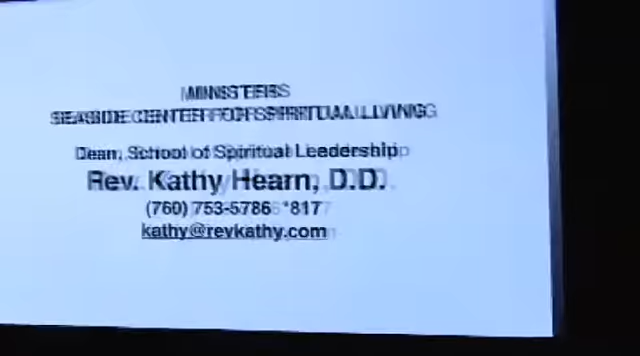 MINISTERS
SEASIDE CENTER FOR SPIRITUAL LIVING
Dean, School of Spiritual Leadership
Rev. Kathy Hearn, D.D.
(760) 753-5786 *817
kathy@revkathy.com